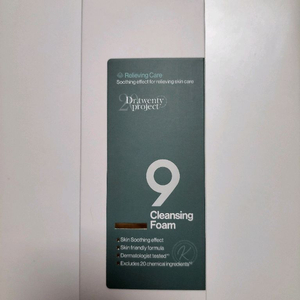 Relieving Care
Soothing effect for relieving skin care
Drawenty
project
9
Cleansing
Foam
Skin Soothing effect
Skin friendly formula
Dermatologist tested
Excludes 20 chemical ingredients
K